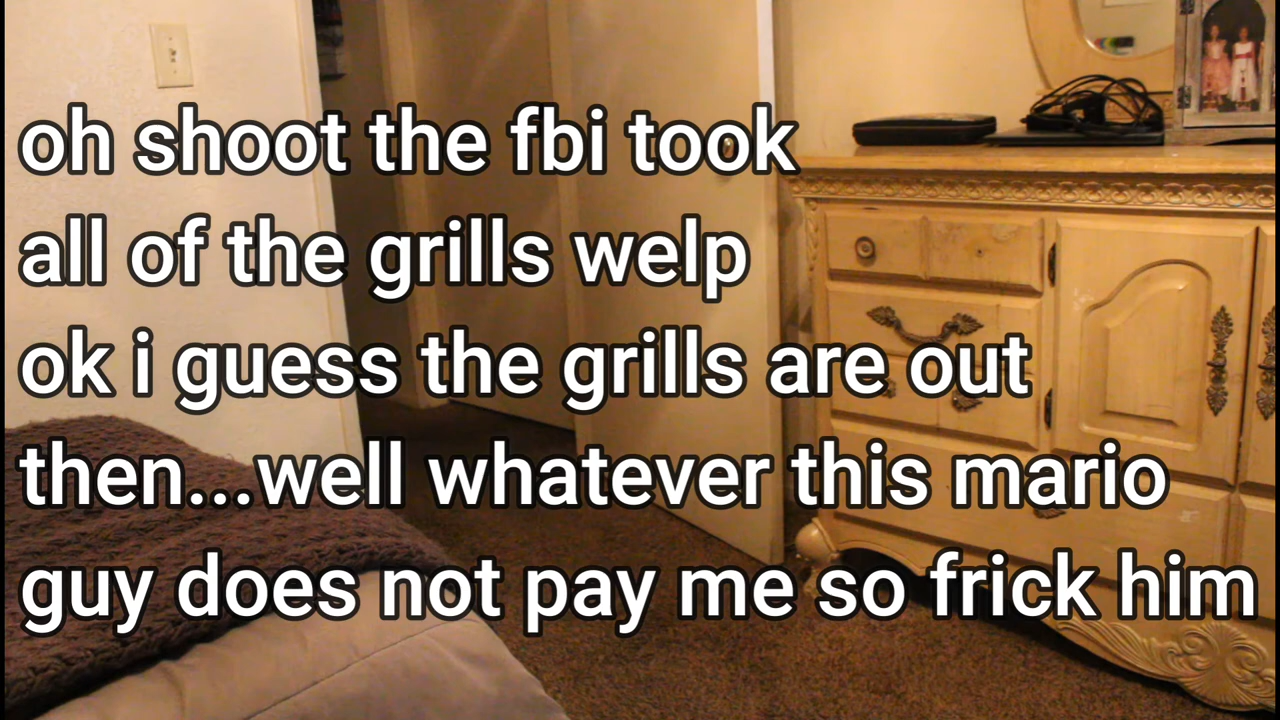 oh shoot the fbi took
all of the grills welp
ok i guess the grills are out
then...well whatever this mario
guy does not pay me so frick him